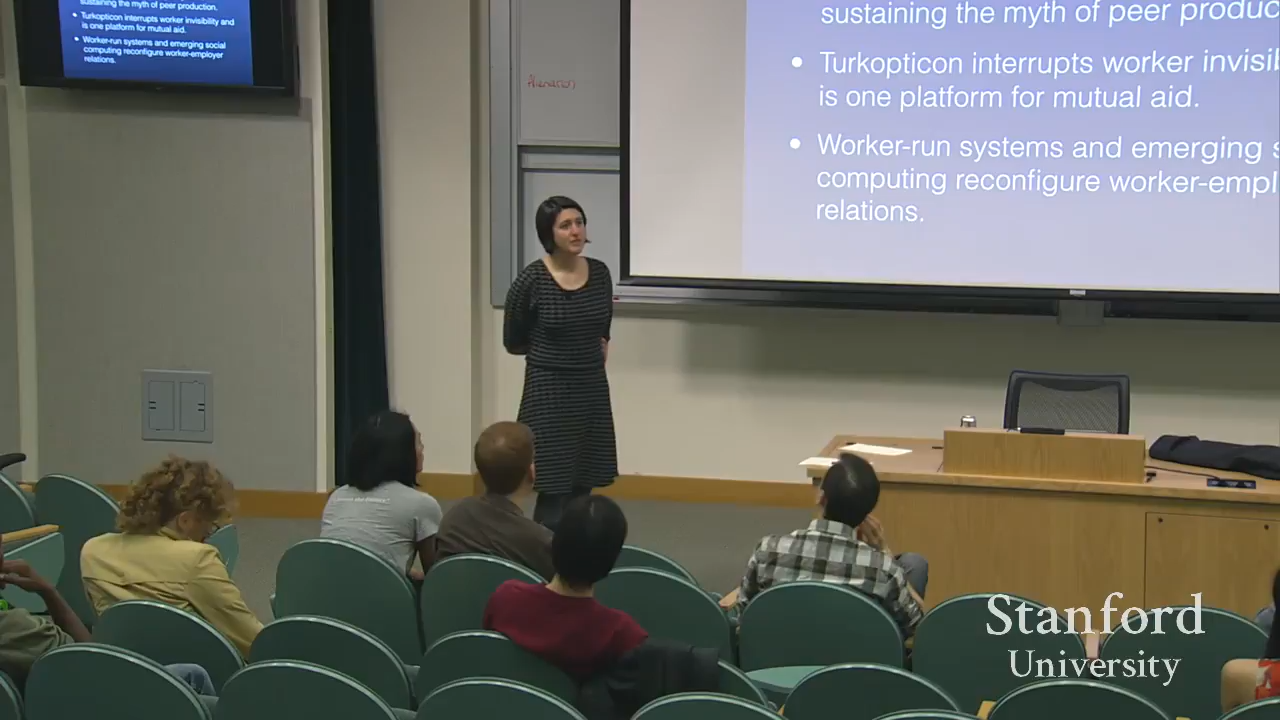 sustaining the myth of peer production.
Turkopticon interrupts worker invisibility and
is one platform for mutual aid.
Worker-run systems and emerging social
computing reconfigure worker-employer
relations.
sustaining the myth of peer produc
Turkopticon interrupts worker invisib
is one platform for mutual aid.
Worker-run systems and emerging s
computing reconfigure worker-empl
relations.
Stanford
University